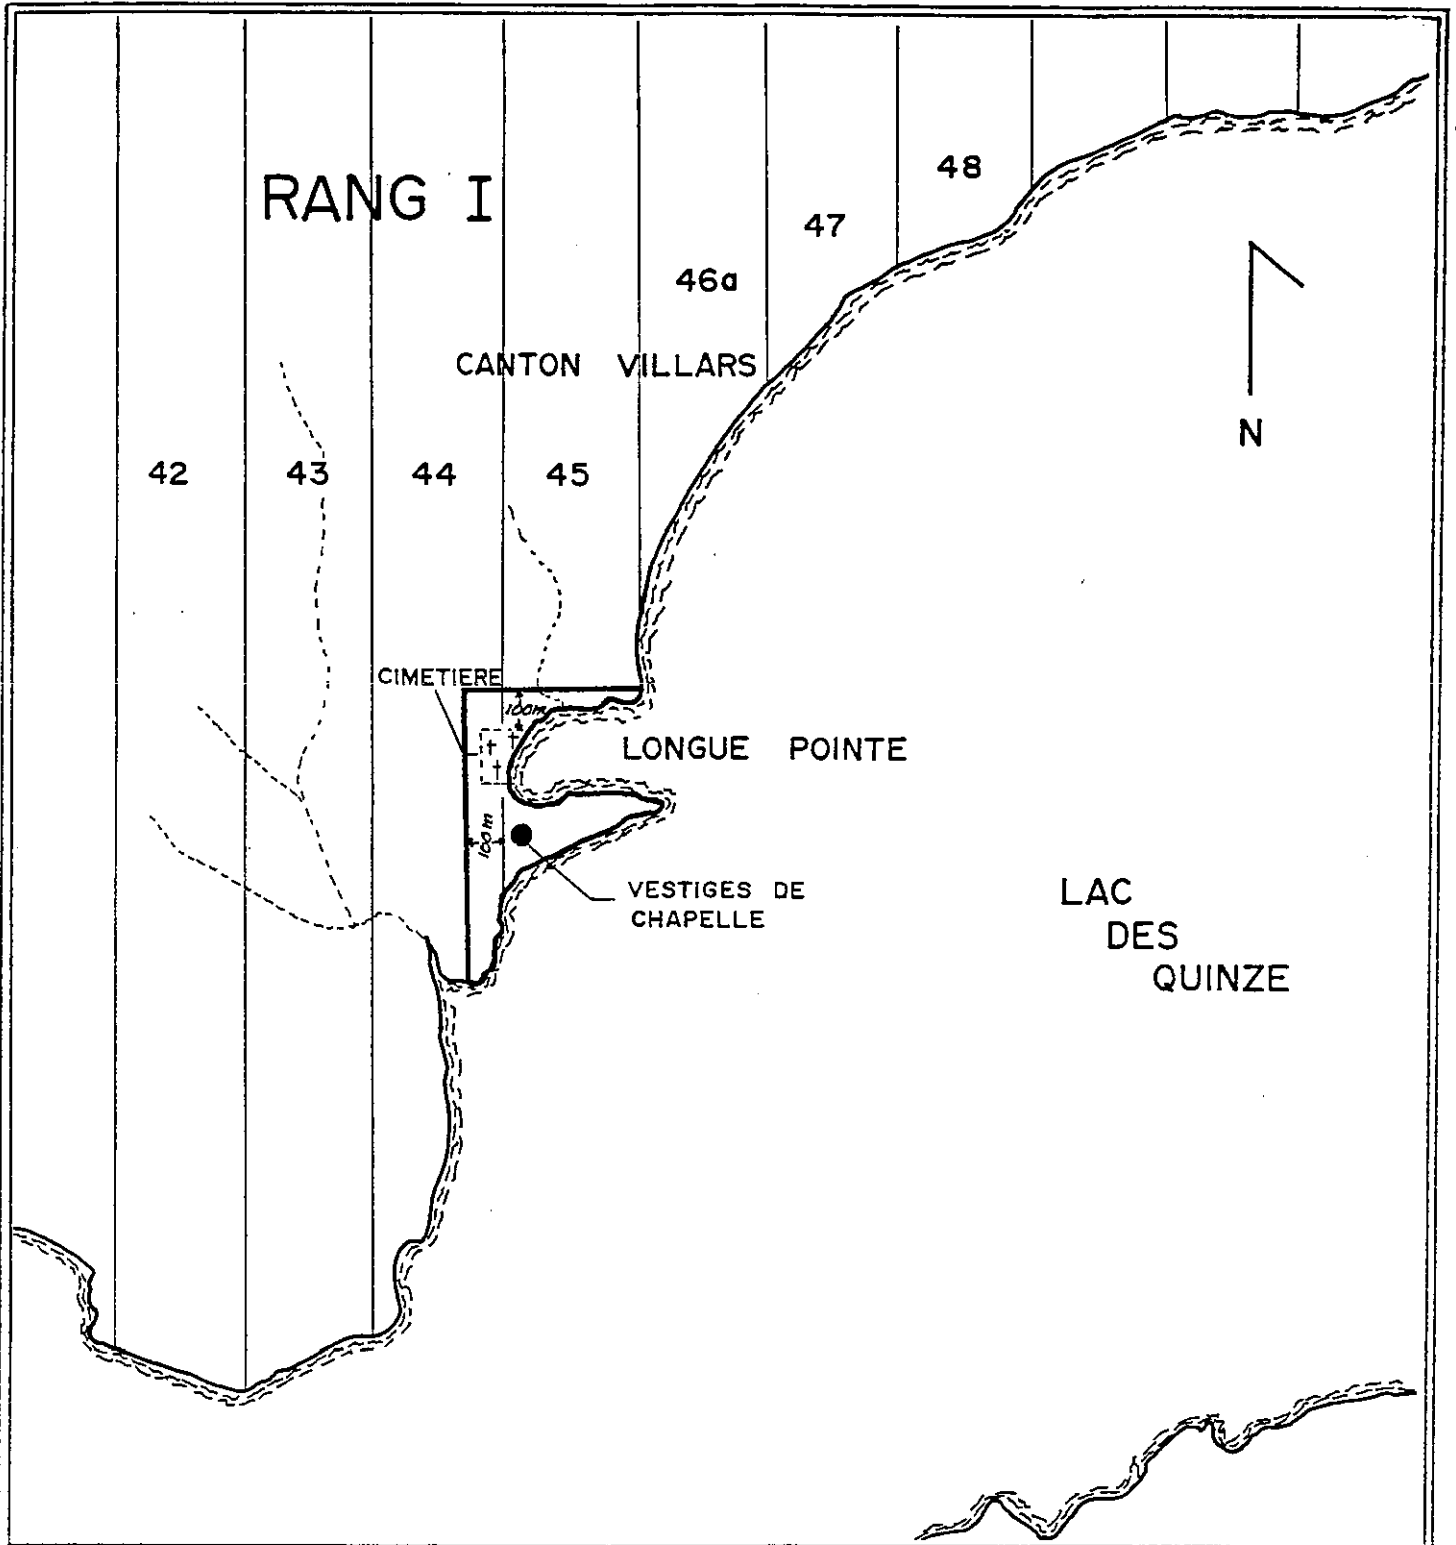 48
RANG I
47
46a
CANTON VILLARS
N
42
43
44
45
CIMETIERE
100m
LONGUE POINTE
100m
VESTIGES DE
CHAPELLE
LAC
DES
QUINZE